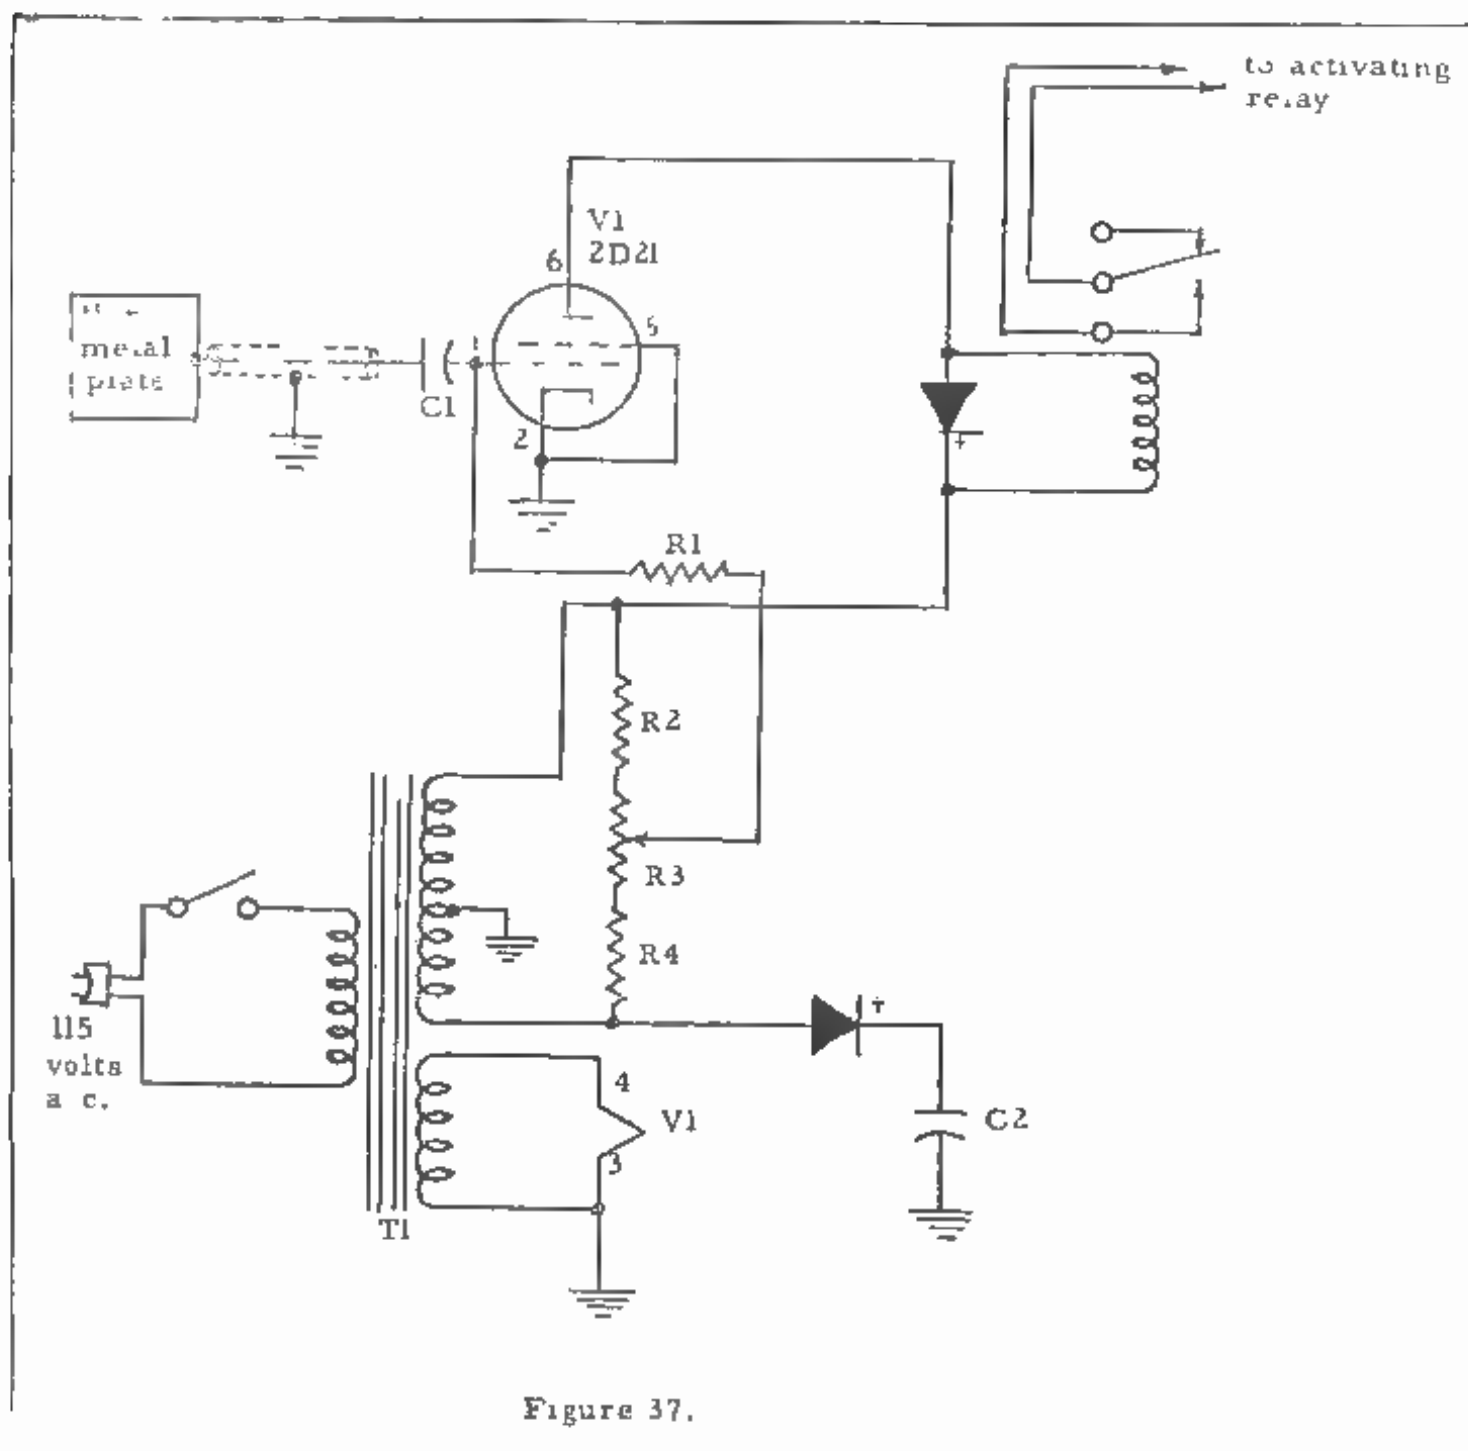 to activating
relay
V1
2D21
6
5
metal
plate
C1
2
+
R1
R2
R3
R4
+
115
volts
a c.
4
V1
3
C2
T1
Figure 37.